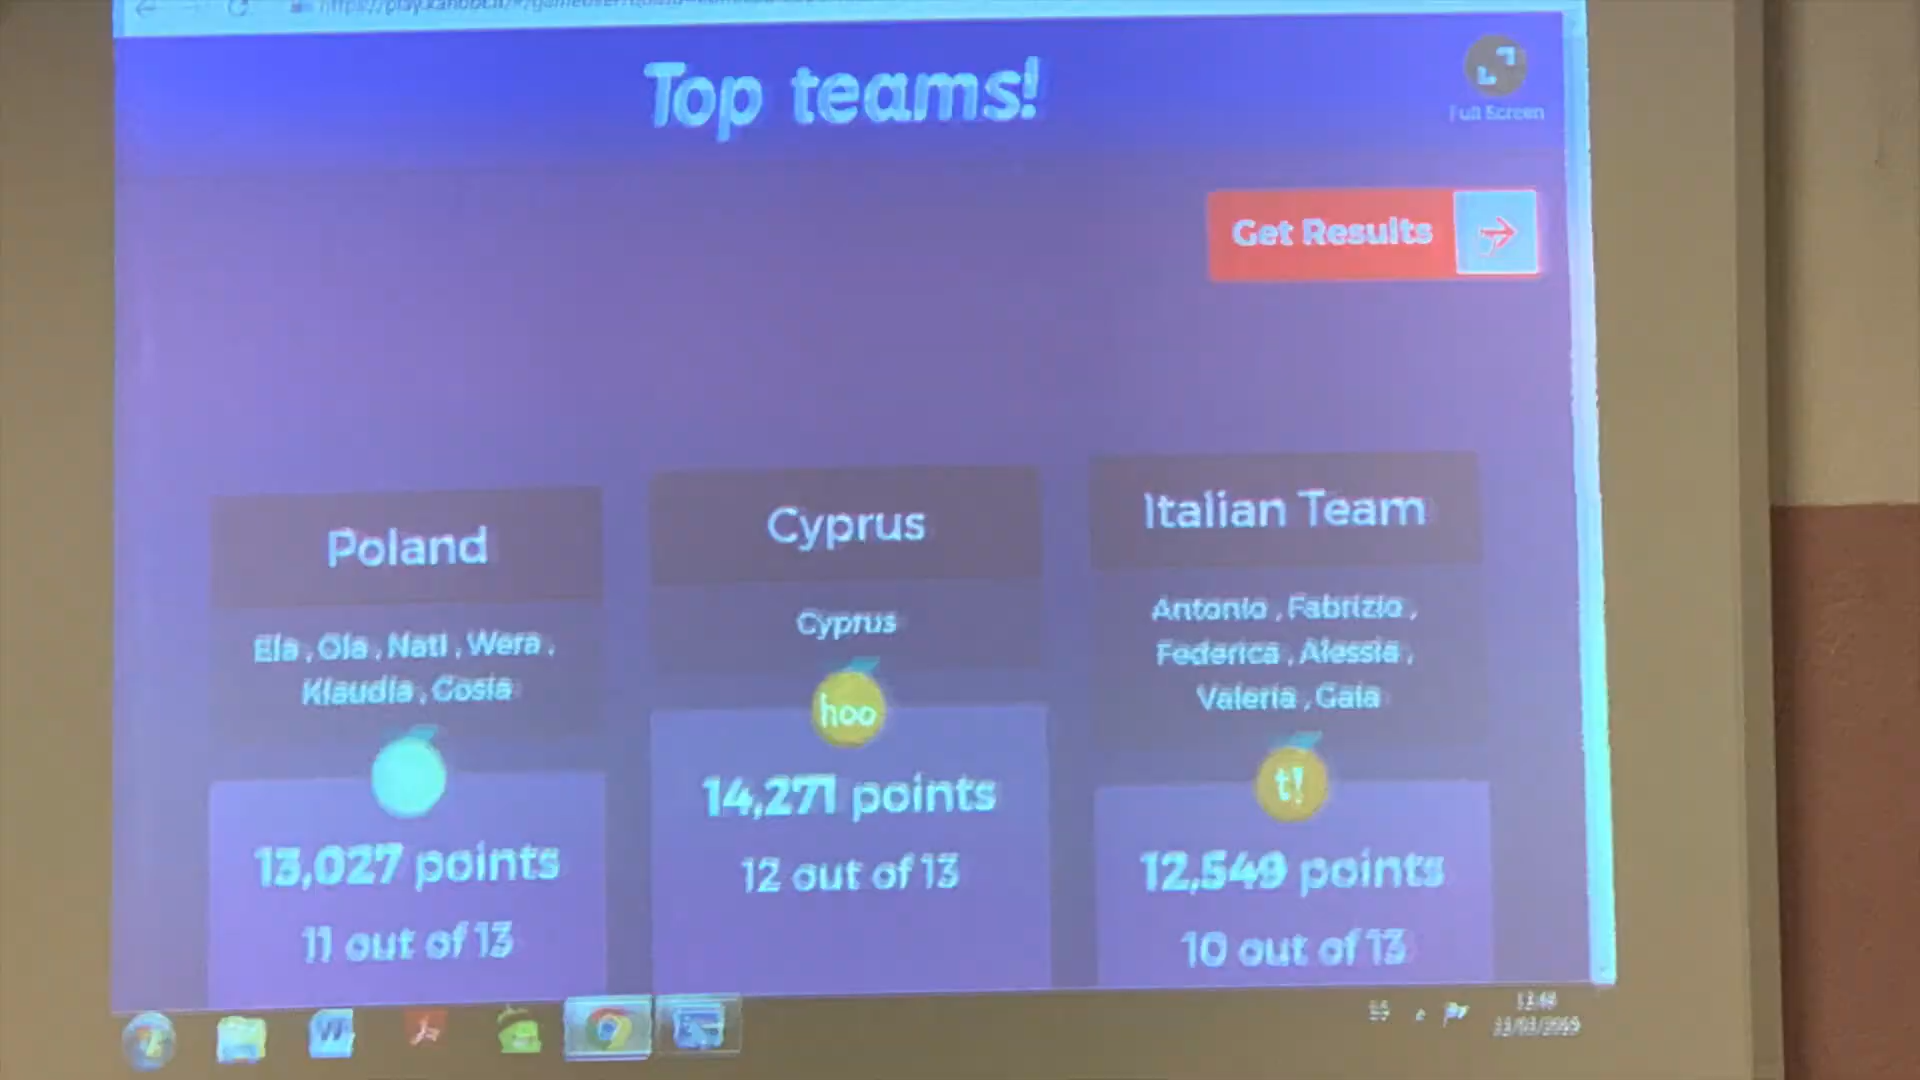 Top teams!
Full Screen
Get Results
Poland
Ela , Ola , Nati , Wera ,
Klaudia , Gosia
13,027 points
11 out of 13
Cyprus
Cyprus
hoo
14,271 points
12 out of 13
Italian Team
Antonio , Fabrizio ,
Federica , Alessia ,
Valeria , Gaia
t!
12,549 points
10 out of 13
W